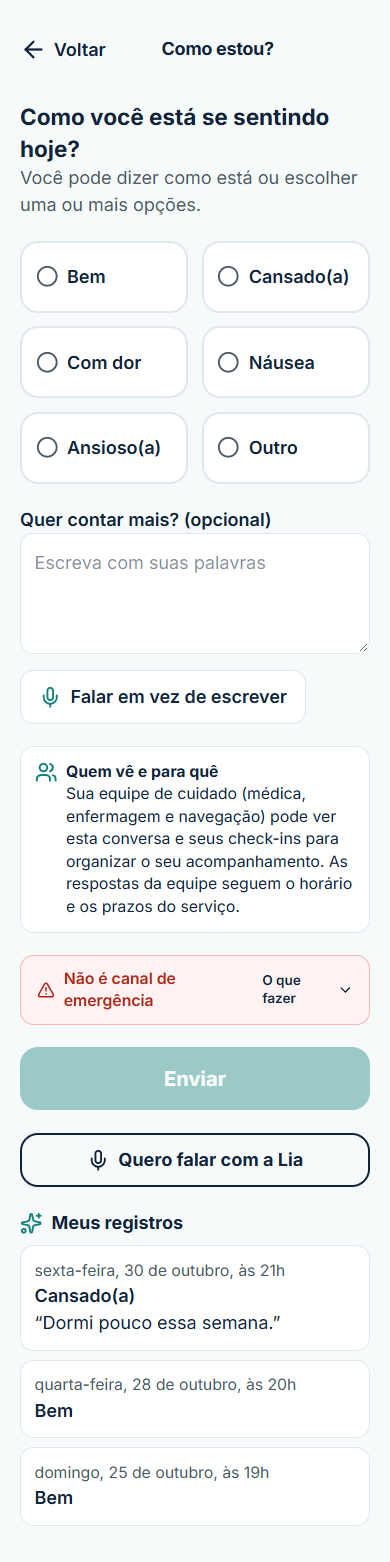 Voltar
Como estou?
Como você está se sentindo
hoje?
Você pode dizer como está ou escolher
uma ou mais opções.
Bem
Cansado(a)
Com dor
Náusea
Ansioso(a)
Outro
Quer contar mais? (opcional)
Escreva com suas palavras
Falar em vez de escrever
Quem vê e para quê
Sua equipe de cuidado (médica,
enfermagem e navegação) pode ver
esta conversa e seus check-ins para
organizar o seu acompanhamento. As
respostas da equipe seguem o horário
e os prazos do serviço.
Não é canal de
emergência
O que
fazer
Enviar
Quero falar com a Lia
Meus registros
sexta-feira, 30 de outubro, às 21h
Cansado(a)
“Dormi pouco essa semana.”
quarta-feira, 28 de outubro, às 20h
Bem
domingo, 25 de outubro, às 19h
Bem